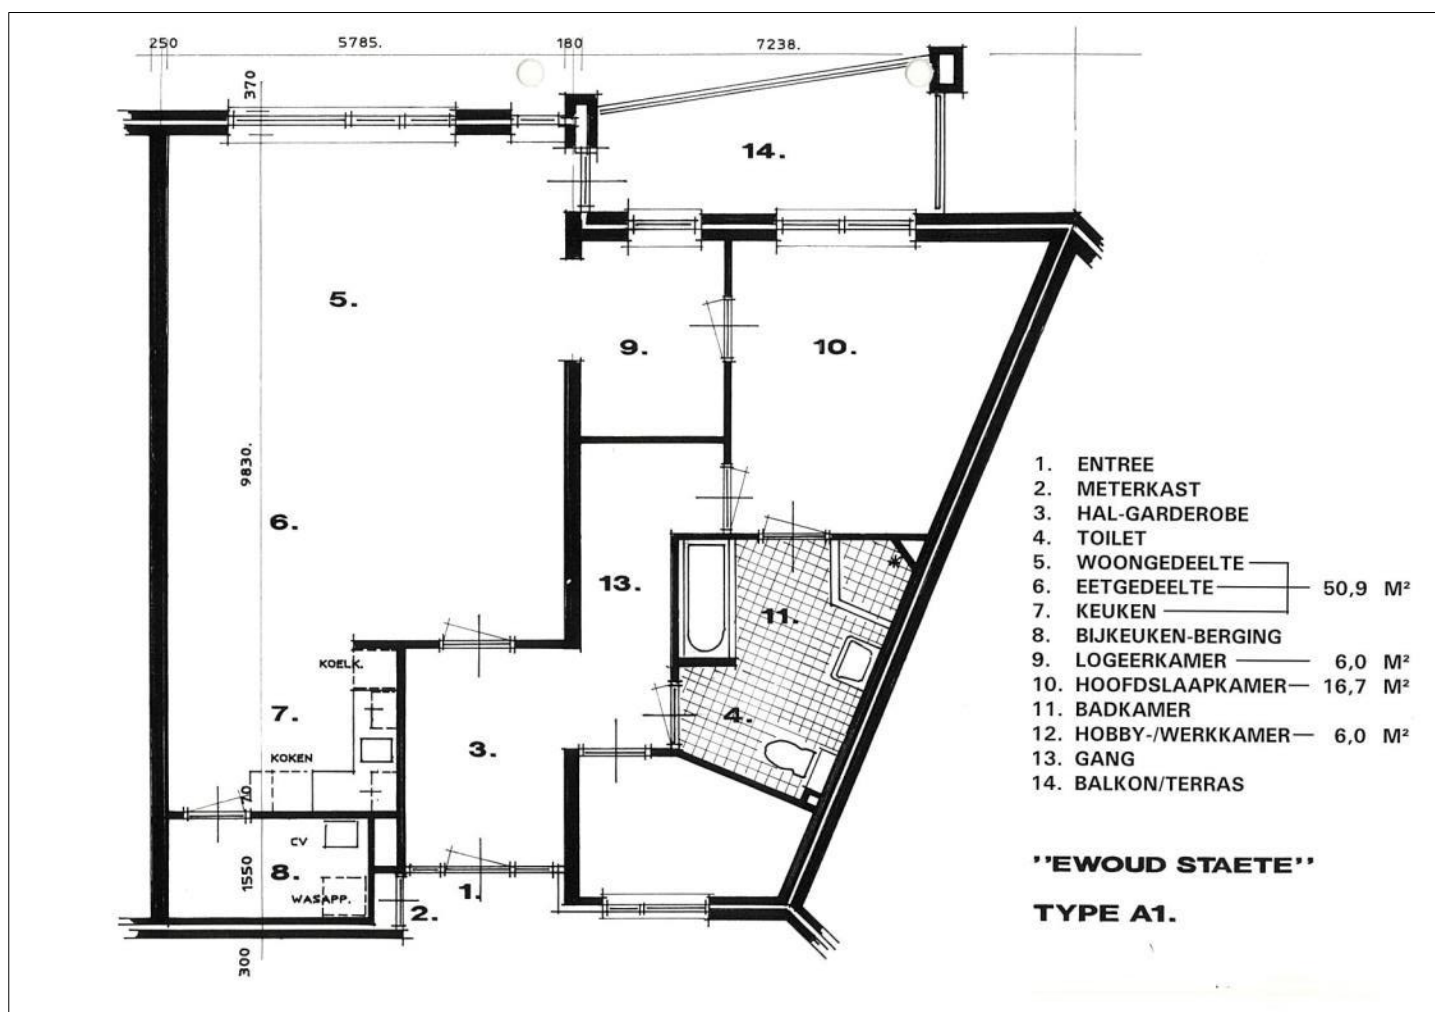 250 5785. 180 7238.
370
14.
5.
9. 10.
9830.
6.
13.
11.
KOELK.
7.
4.
3.
KOKEN
70
CV
8.
1550
WASAPP.
1.
2.
300
1. ENTREE
2. METERKAST
3. HAL-GARDEROBE
4. TOILET
5. WOONGEDEELTE
6. EETGEDEELTE 50,9 M²
7. KEUKEN
8. BIJKEUKEN-BERGING
9. LOGEERKAMER 6,0 M²
10. HOOFDSLAAPKAMER 16,7 M²
11. BADKAMER
12. HOBBY-/WERKKAMER 6,0 M²
13. GANG
14. BALKON/TERRAS
"EWOUD STAETE"
TYPE A1.